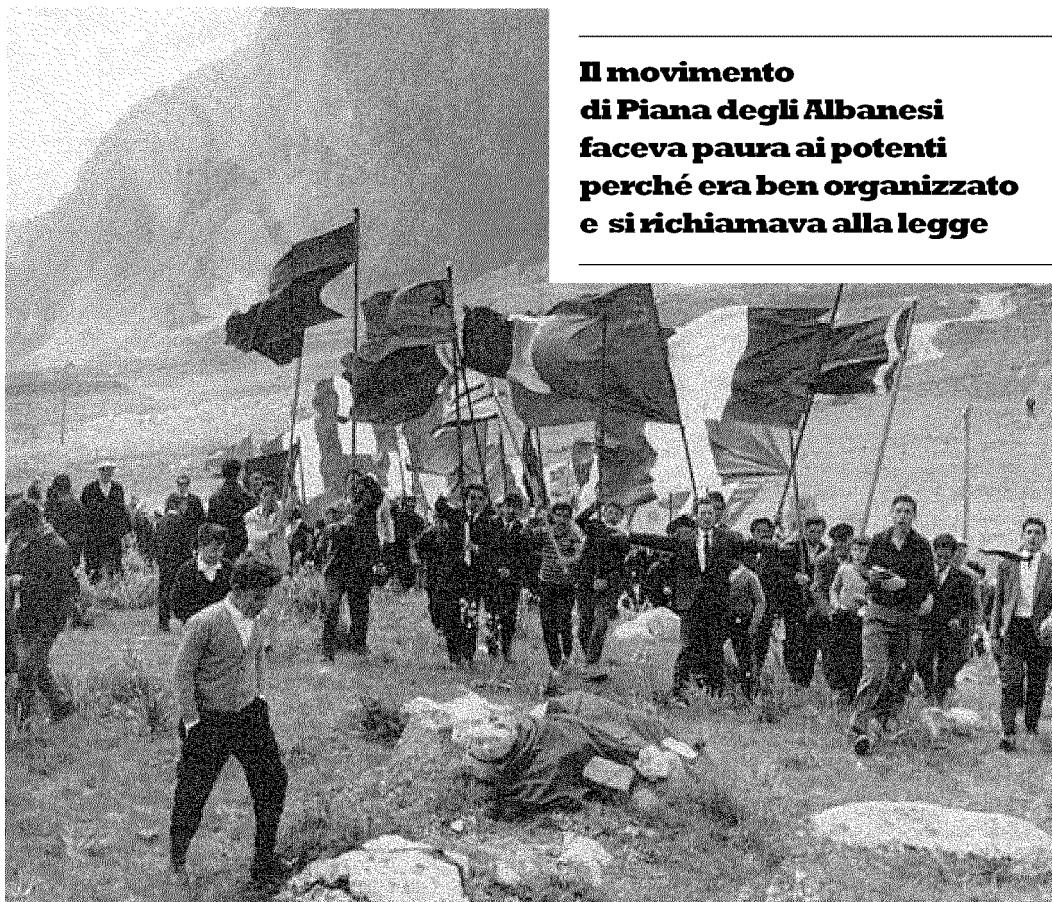 Il movimento
di Piana degli Albanesi
faceva paura ai potenti
perché era ben organizzato
e si richiamava alla legge